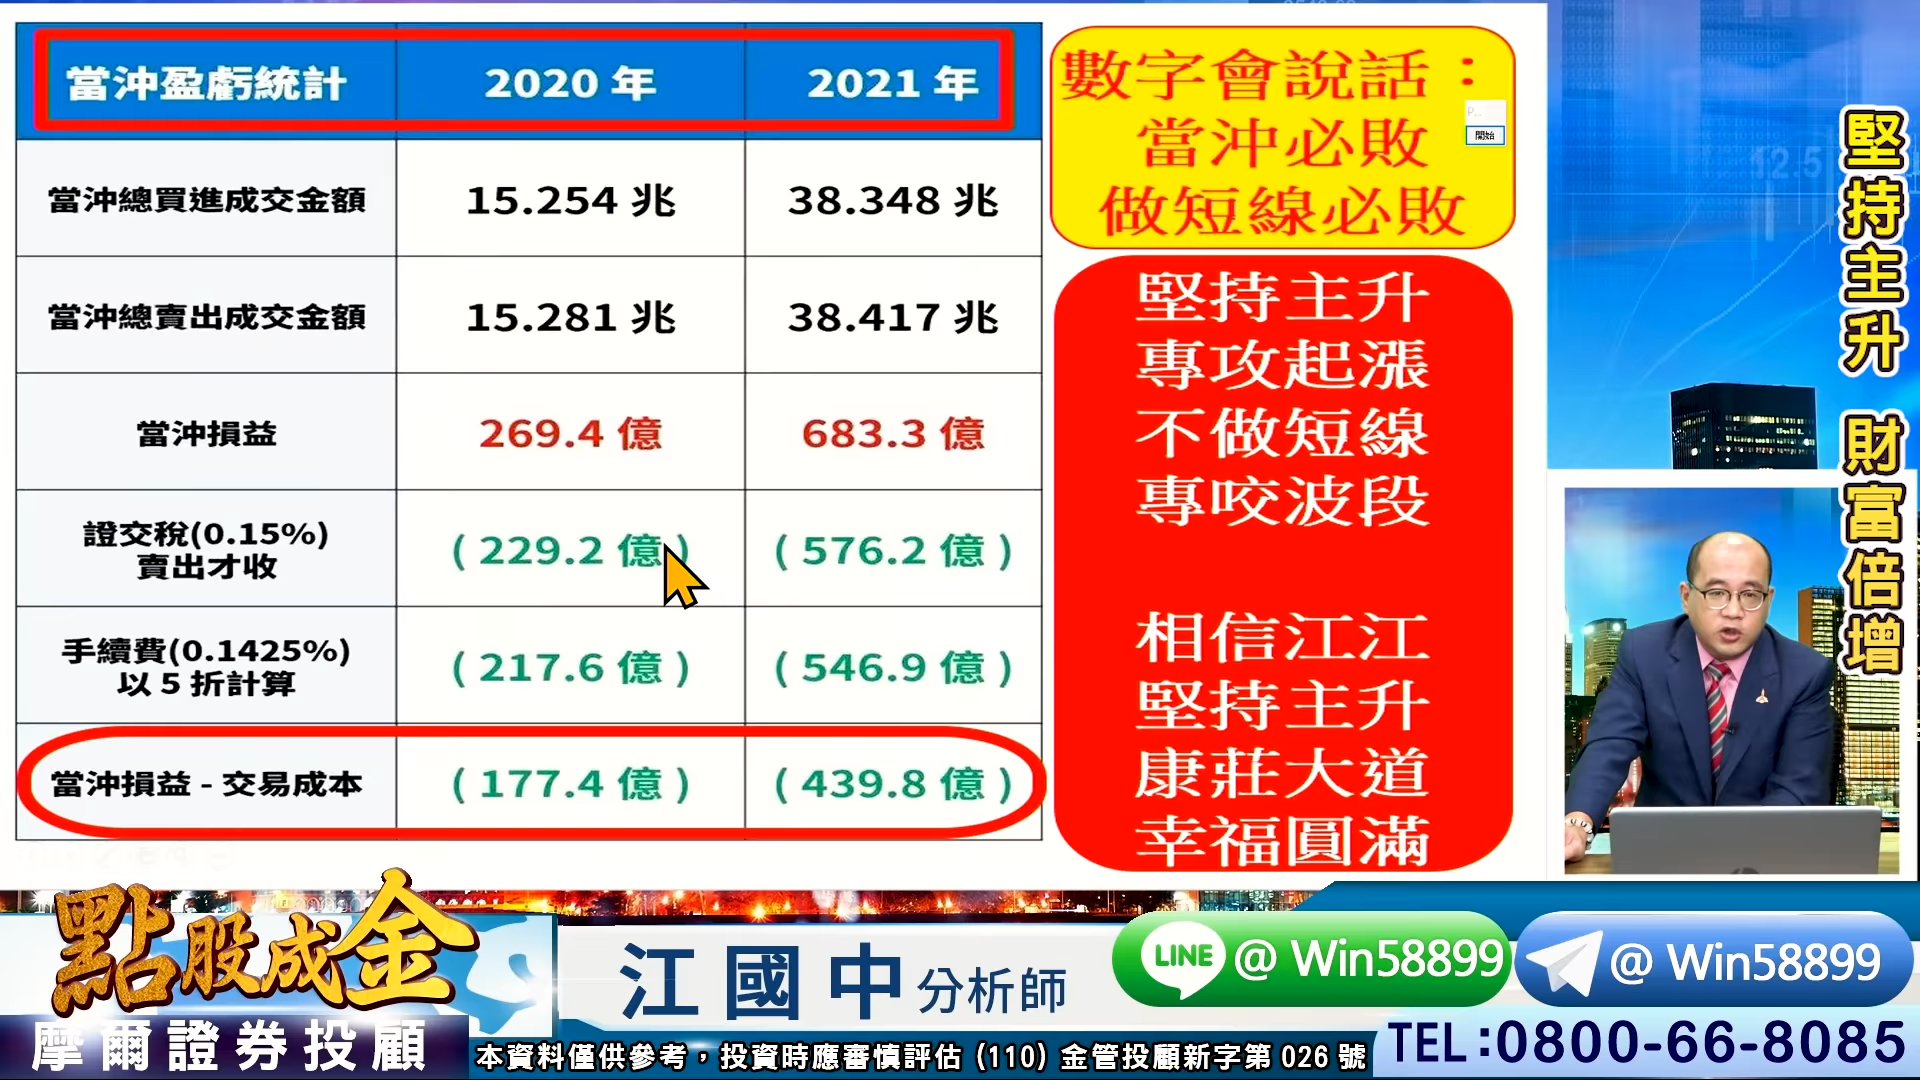 當沖盈虧統計 2020 年 2021 年
當沖總買進成交金額 15.254 兆 38.348 兆
當沖總賣出成交金額 15.281 兆 38.417 兆
當沖損益 269.4 億 683.3 億
證交稅(0.15%)
賣出才收 ( 229.2 億 ) ( 576.2 億 )
手續費(0.1425%)
以 5 折計算 ( 217.6 億 ) ( 546.9 億 )
當沖損益 - 交易成本 ( 177.4 億 ) ( 439.8 億 )
數字會說話：
當沖必敗
做短線必敗
開始
堅持主升
專攻起漲
不做短線
專咬波段
相信江江
堅持主升
康莊大道
幸福圓滿
堅持主升 財富倍增
12.5
點股成金
摩爾證券投顧
江國中分析師
LINE @ Win58899
@ Win58899
TEL:0800-66-8085
本資料僅供參考，投資時應審慎評估 (110) 金管投顧新字第 026 號